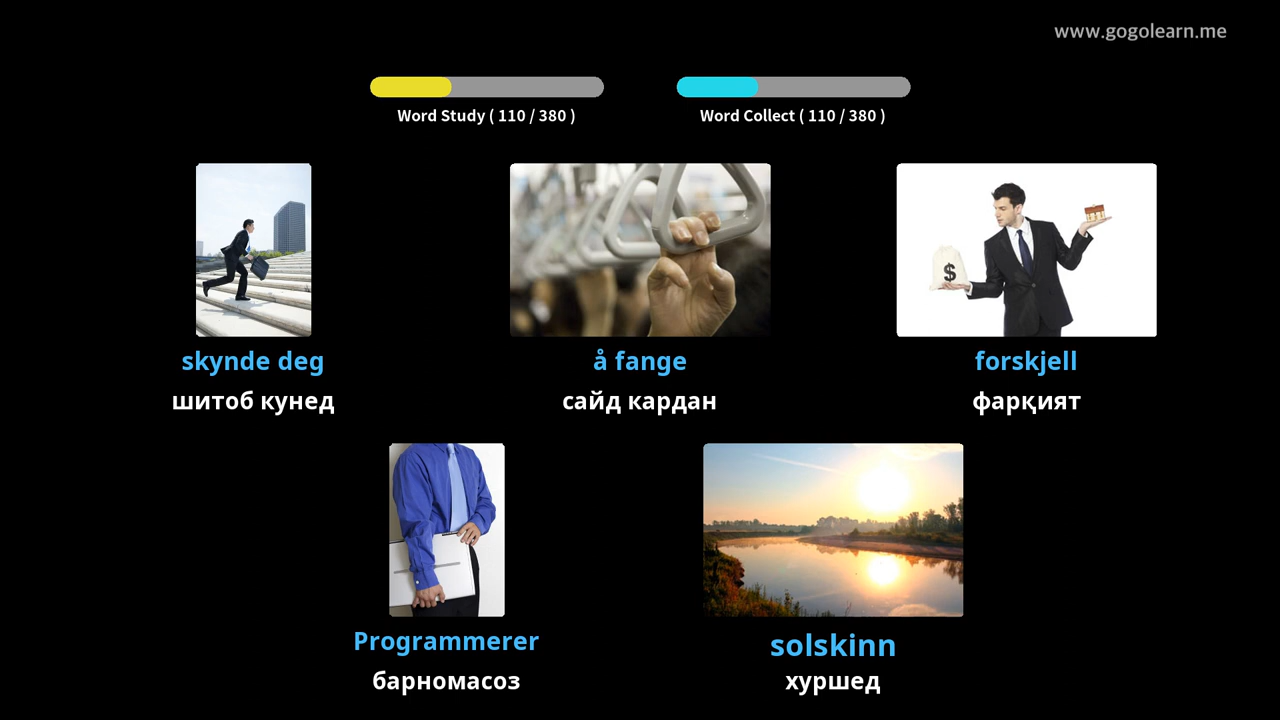 www.gogolearn.me
Word Study ( 110 / 380 )
Word Collect ( 110 / 380 )
skynde deg
å fange
forskjell
шитоб кунед
сайд кардан
фарқият
$
Programmerer
solskinn
барномасоз
хуршед